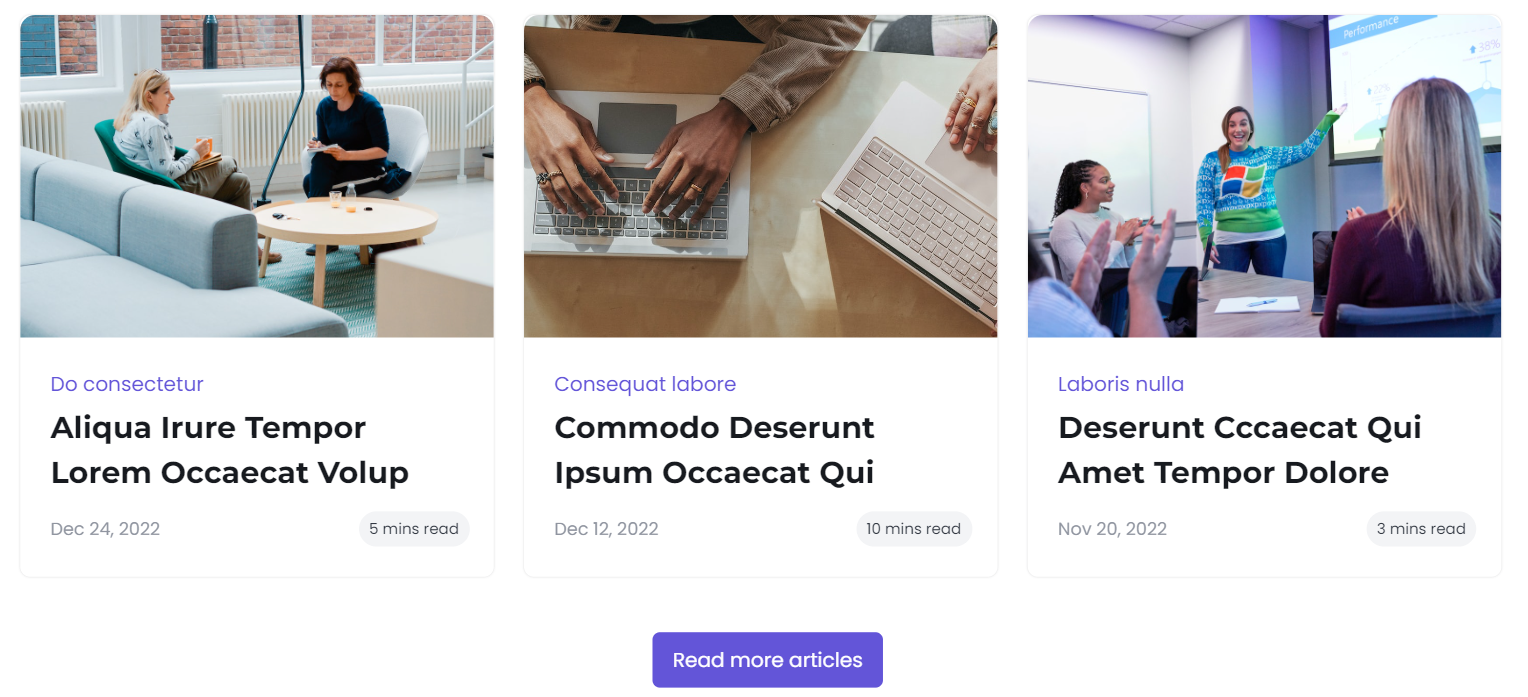 Performance
38%
22%
Do consectetur
Aliqua Irure Tempor
Lorem Occaecat Volup
Dec 24, 2022
5 mins read
Consequat labore
Commodo Deserunt
Ipsum Occaecat Qui
Dec 12, 2022
10 mins read
Laboris nulla
Deserunt Cccaecat Qui
Amet Tempor Dolore
Nov 20, 2022
3 mins read
Read more articles